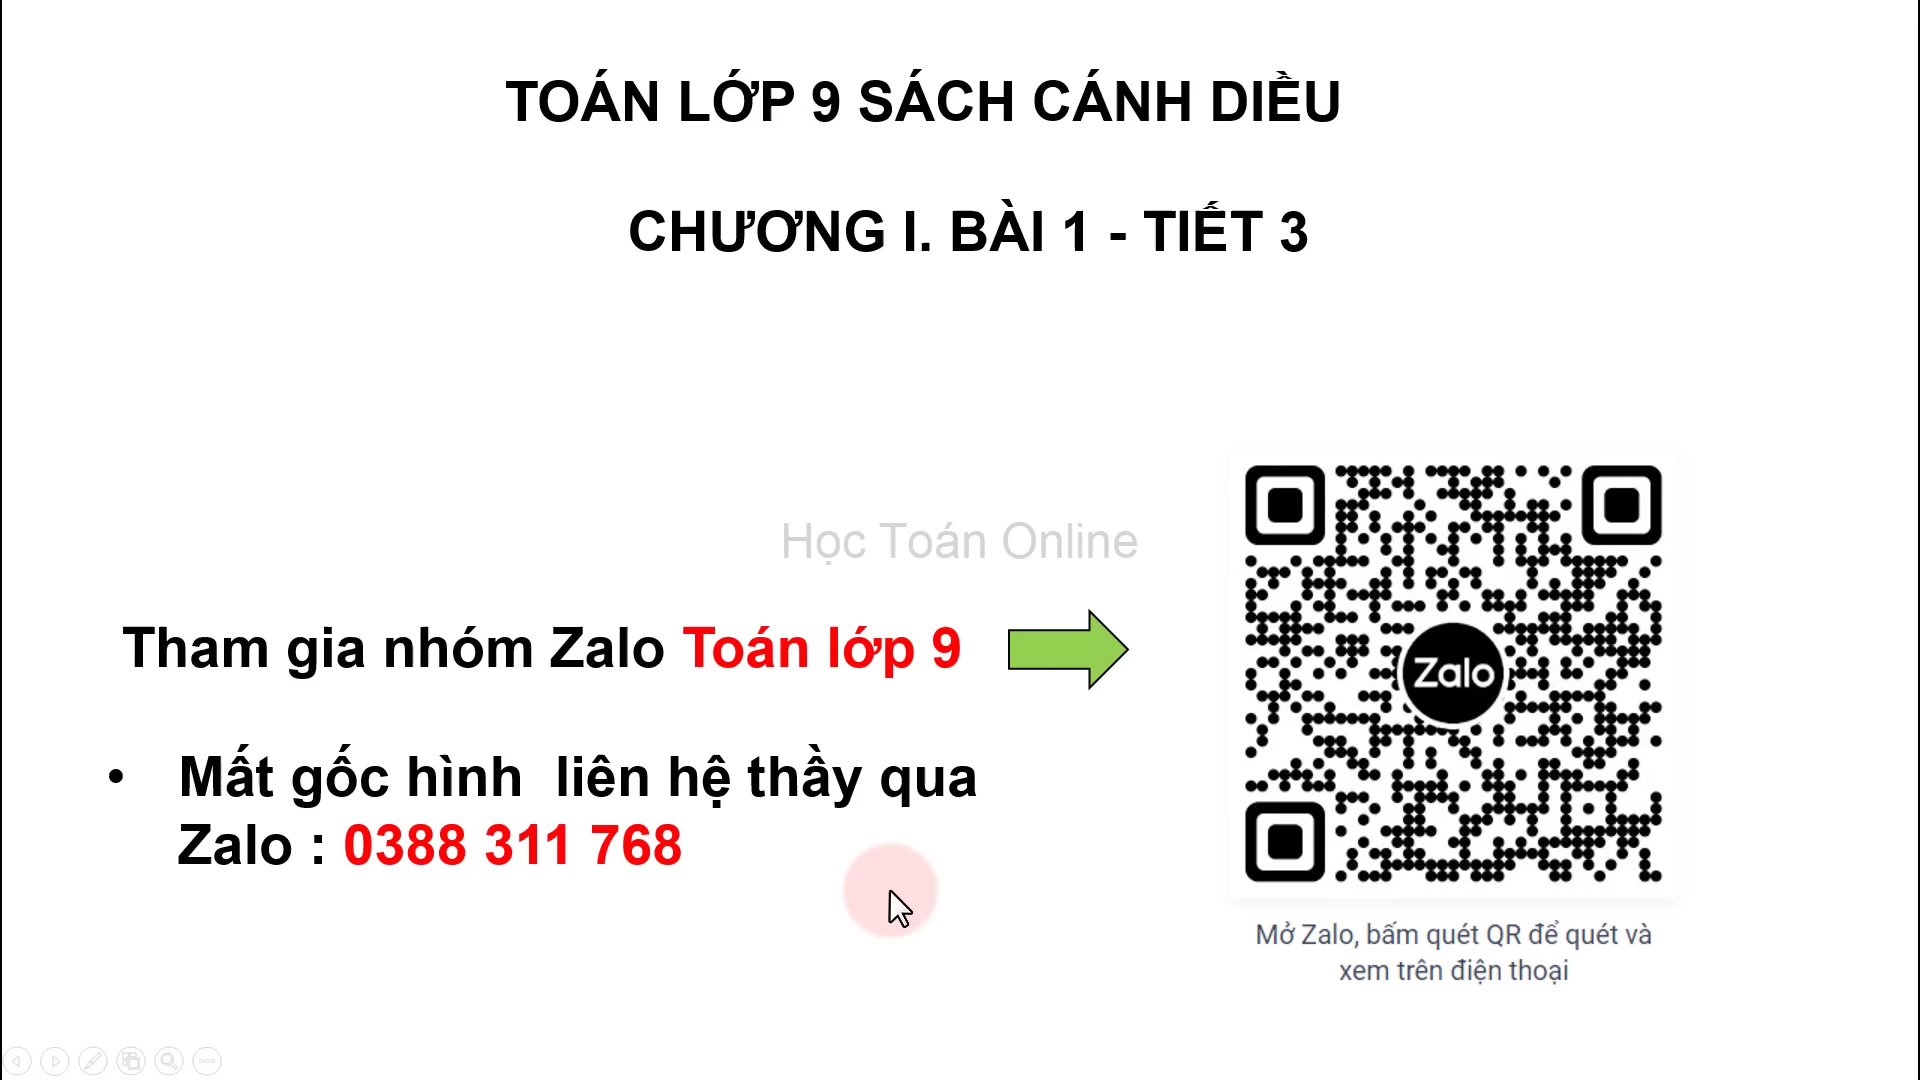 TOÁN LỚP 9 SÁCH CÁNH DIỀU
CHƯƠNG I. BÀI 1 - TIẾT 3
Học Toán Online
Tham gia nhóm Zalo Toán lớp 9
• Mất gốc hình liên hệ thầy qua
Zalo : 0388 311 768
Zalo
Mở Zalo, bấm quét QR để quét và
xem trên điện thoại